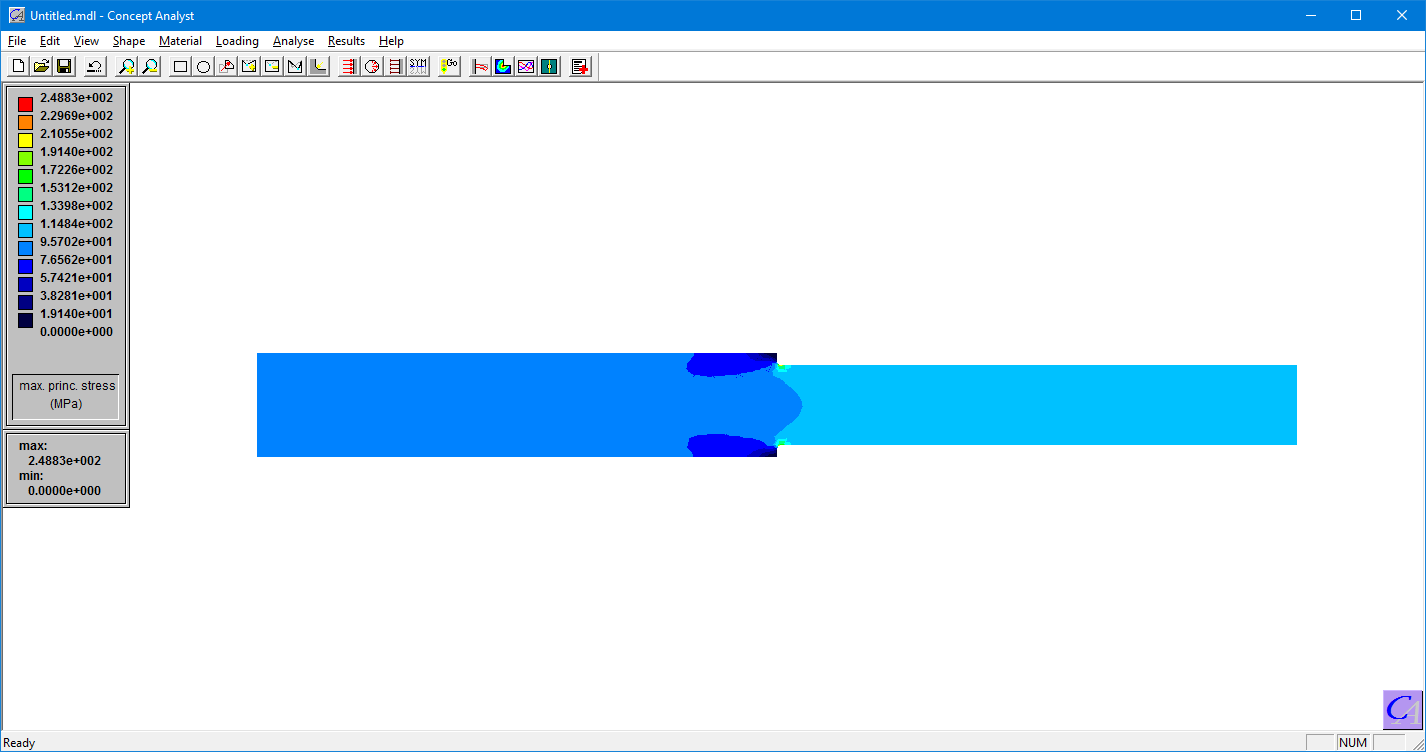 Untitled.mdl - Concept Analyst
File Edit View Shape Material Loading Analyse Results Help
Go
2.4883e+002
2.2969e+002
2.1055e+002
1.9140e+002
1.7226e+002
1.5312e+002
1.3398e+002
1.1484e+002
9.5702e+001
7.6562e+001
5.7421e+001
3.8281e+001
1.9140e+001
0.0000e+000
max. princ. stress
(MPa)
max:
2.4883e+002
min:
0.0000e+000
CA
Ready
NUM